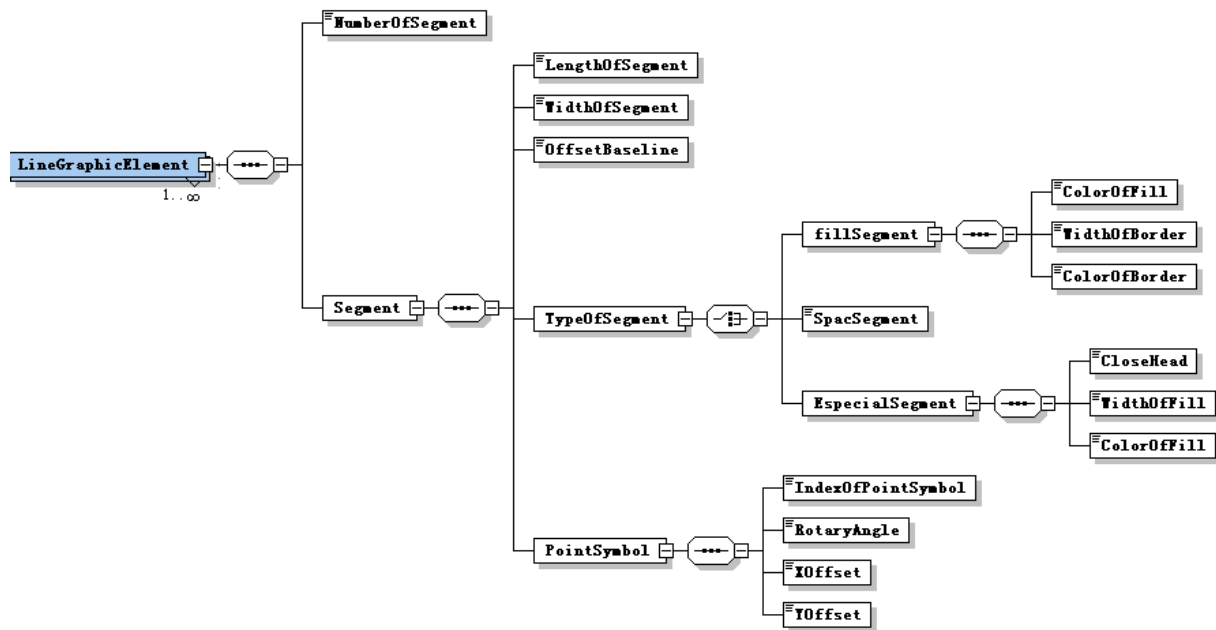 NumberOfSegment
LengthOfSegment
WidthOfSegment
OffsetBaseline
LineGraphicElement
1..∞
ColorOfFill
fillSegment
WidthOfBorder
ColorOfBorder
Segment
TypeOfSegment
SpacSegment
CloseHead
EspecialSegment
WidthOfFill
ColorOfFill
IndexOfPointSymbol
RotaryAngle
PointSymbol
XOffset
YOffset